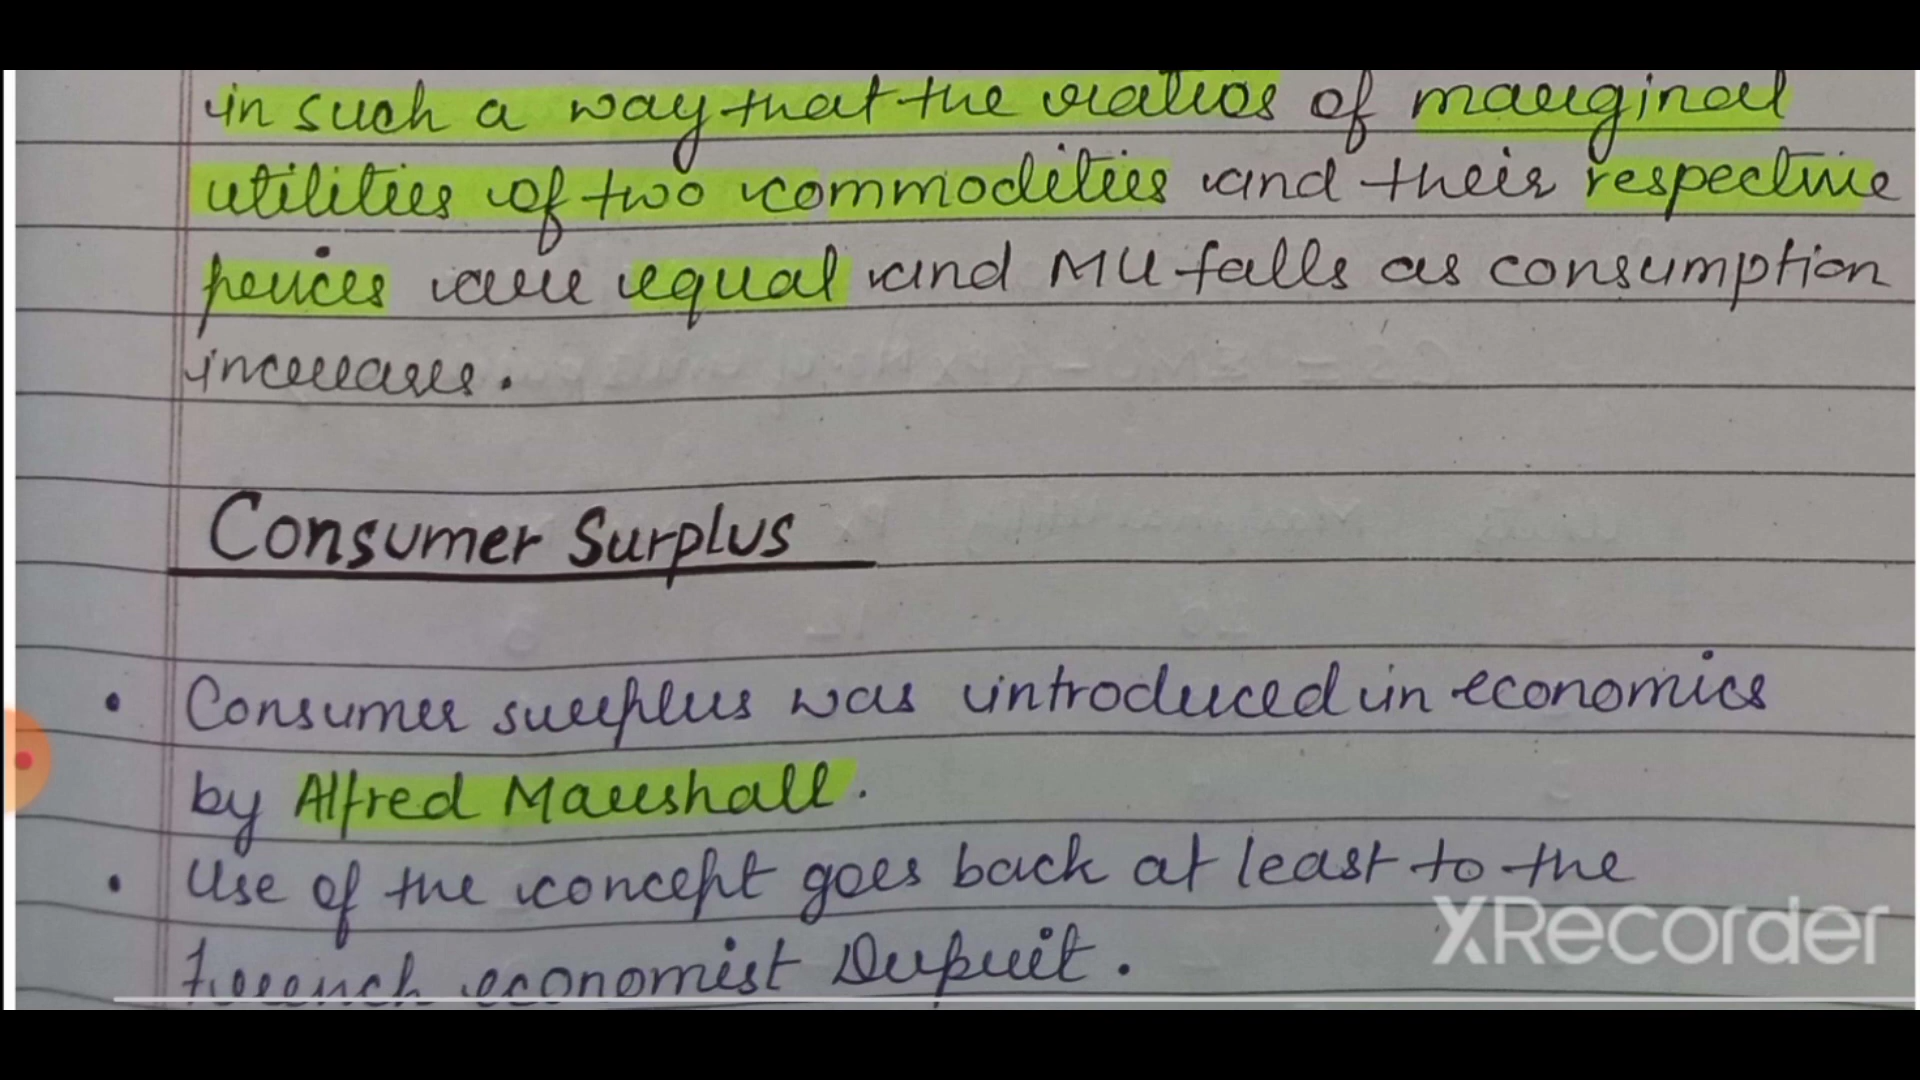 in such a way that the ratios of marginal
utilities of two commodities and their respective
prices are equal and MU falls as consumption
increases.
Consumer Surplus
• Consumer surplus was introduced in economics
by Alfred Marshall.
• Use of the concept goes back at least to the
french economist Dupuit.
XRecorder